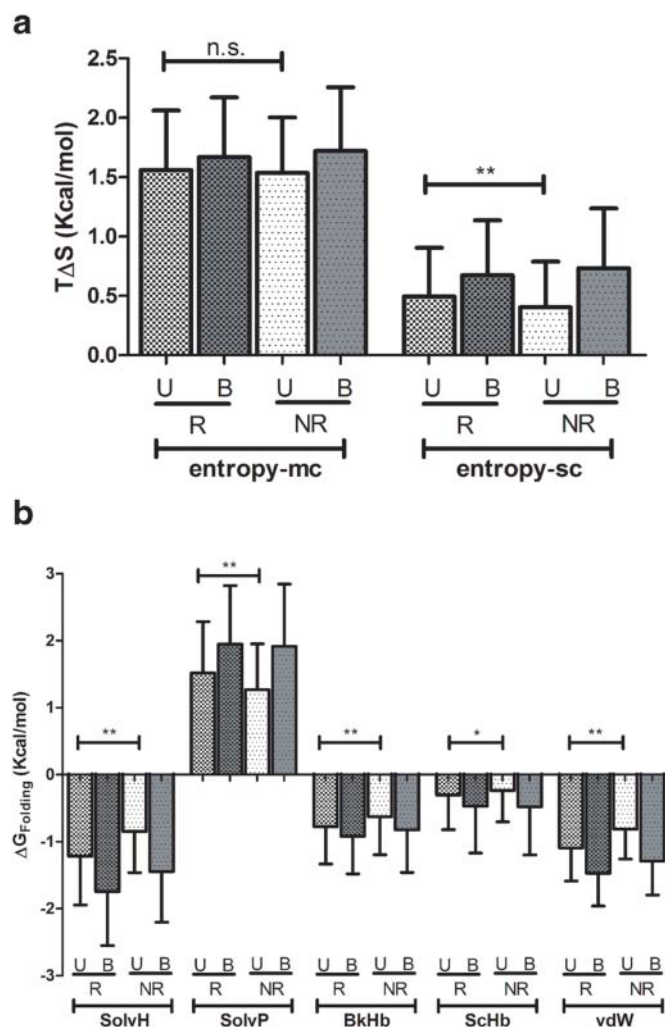 a
n.s.
**
TΔS (Kcal/mol)
2.5
2.0
1.5
1.0
0.5
0.0
U B U B U B U B
R NR R NR
entropy-mc entropy-sc
b
** ** ** * **
ΔG_Folding (Kcal/mol)
3
2
1
0
-1
-2
-3
U B U B U B U B U B U B U B U B U B U B
R NR R NR R NR R NR R NR
SolvH SolvP BkHb ScHb vdW